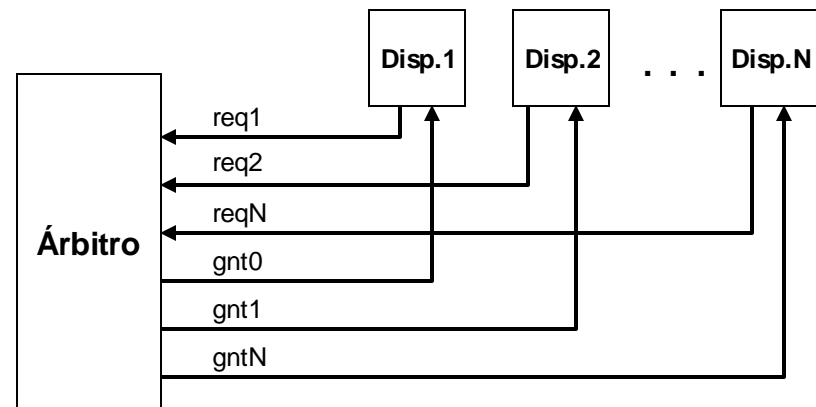 Disp.1
Disp.2
. . .
Disp.N
req1
req2
reqN
Árbitro
gnt0
gnt1
gntN